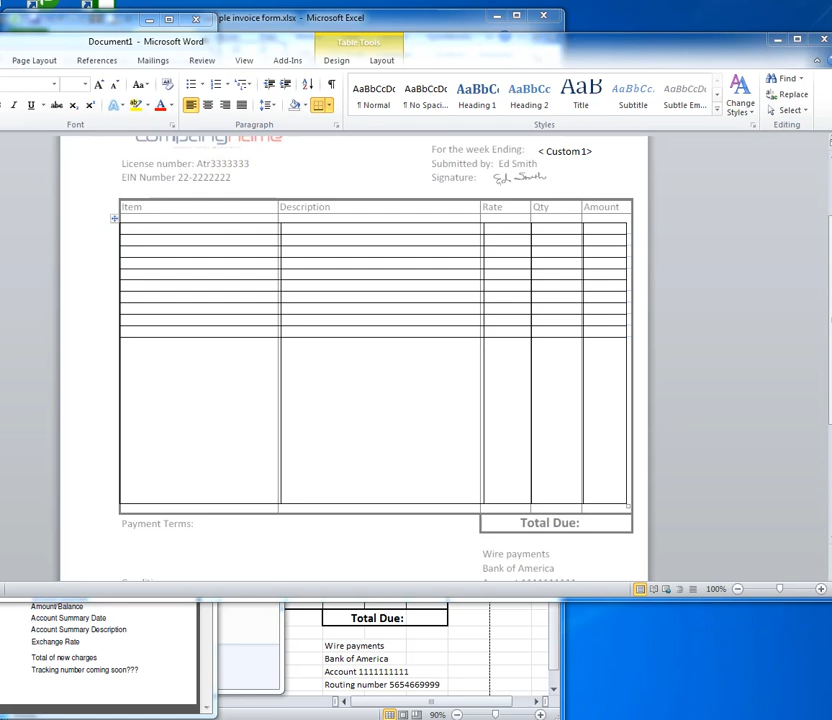 ple invoice form.xlsx - Microsoft Excel
Document1 - Microsoft Word
Table Tools
Page Layout References Mailings Review View Add-Ins Acrobat Design Layout
AaBbCcDc AaBbCcDc AaBbC AaBbCc AaB AaBbCc.
¶ Normal ¶ No Spaci... Heading 1 Heading 2 Title Subtitle Subtle Em...
Change Styles
Find
Replace
Select
Font Paragraph Styles Editing
companyname
For the week Ending: < Custom1>
License number: Atr3333333
Submitted by: Ed Smith
EIN Number 22-2222222
Signature: Ed Smith
Item Description Rate Qty Amount
Payment Terms:
Total Due:
Wire payments
Bank of America
100%
Amount/Balance
Account Summary Date
Account Summary Description
Exchange Rate
Total of new charges
Tracking number coming soon???
Total Due:
Wire payments
Bank of America
Account 1111111111
Routing number 5654669999
90%